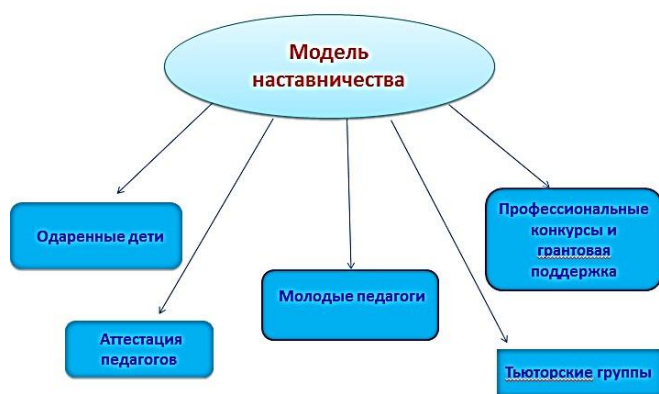 Модель
наставничества
Одаренные дети
Профессиональные
конкурсы и
грантовая
поддержка
Молодые педагоги
Аттестация
педагогов
Тьюторские группы